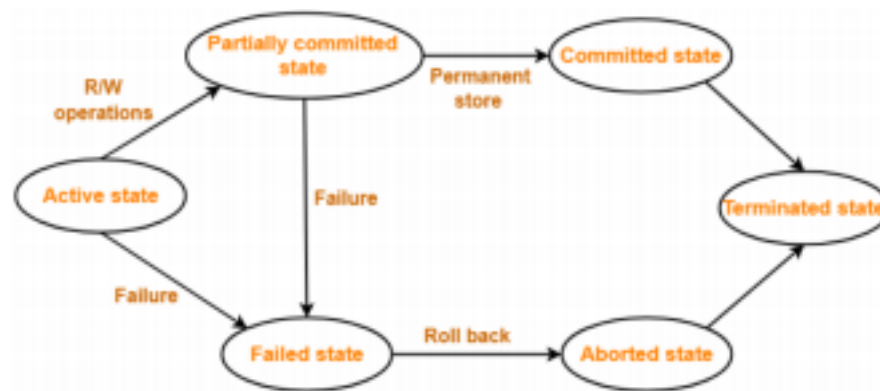 Partially committed
state
Committed state
R/W
operations
Permanent
store
Active state
Failure
Terminated state
Failure
Failed state
Roll back
Aborted state